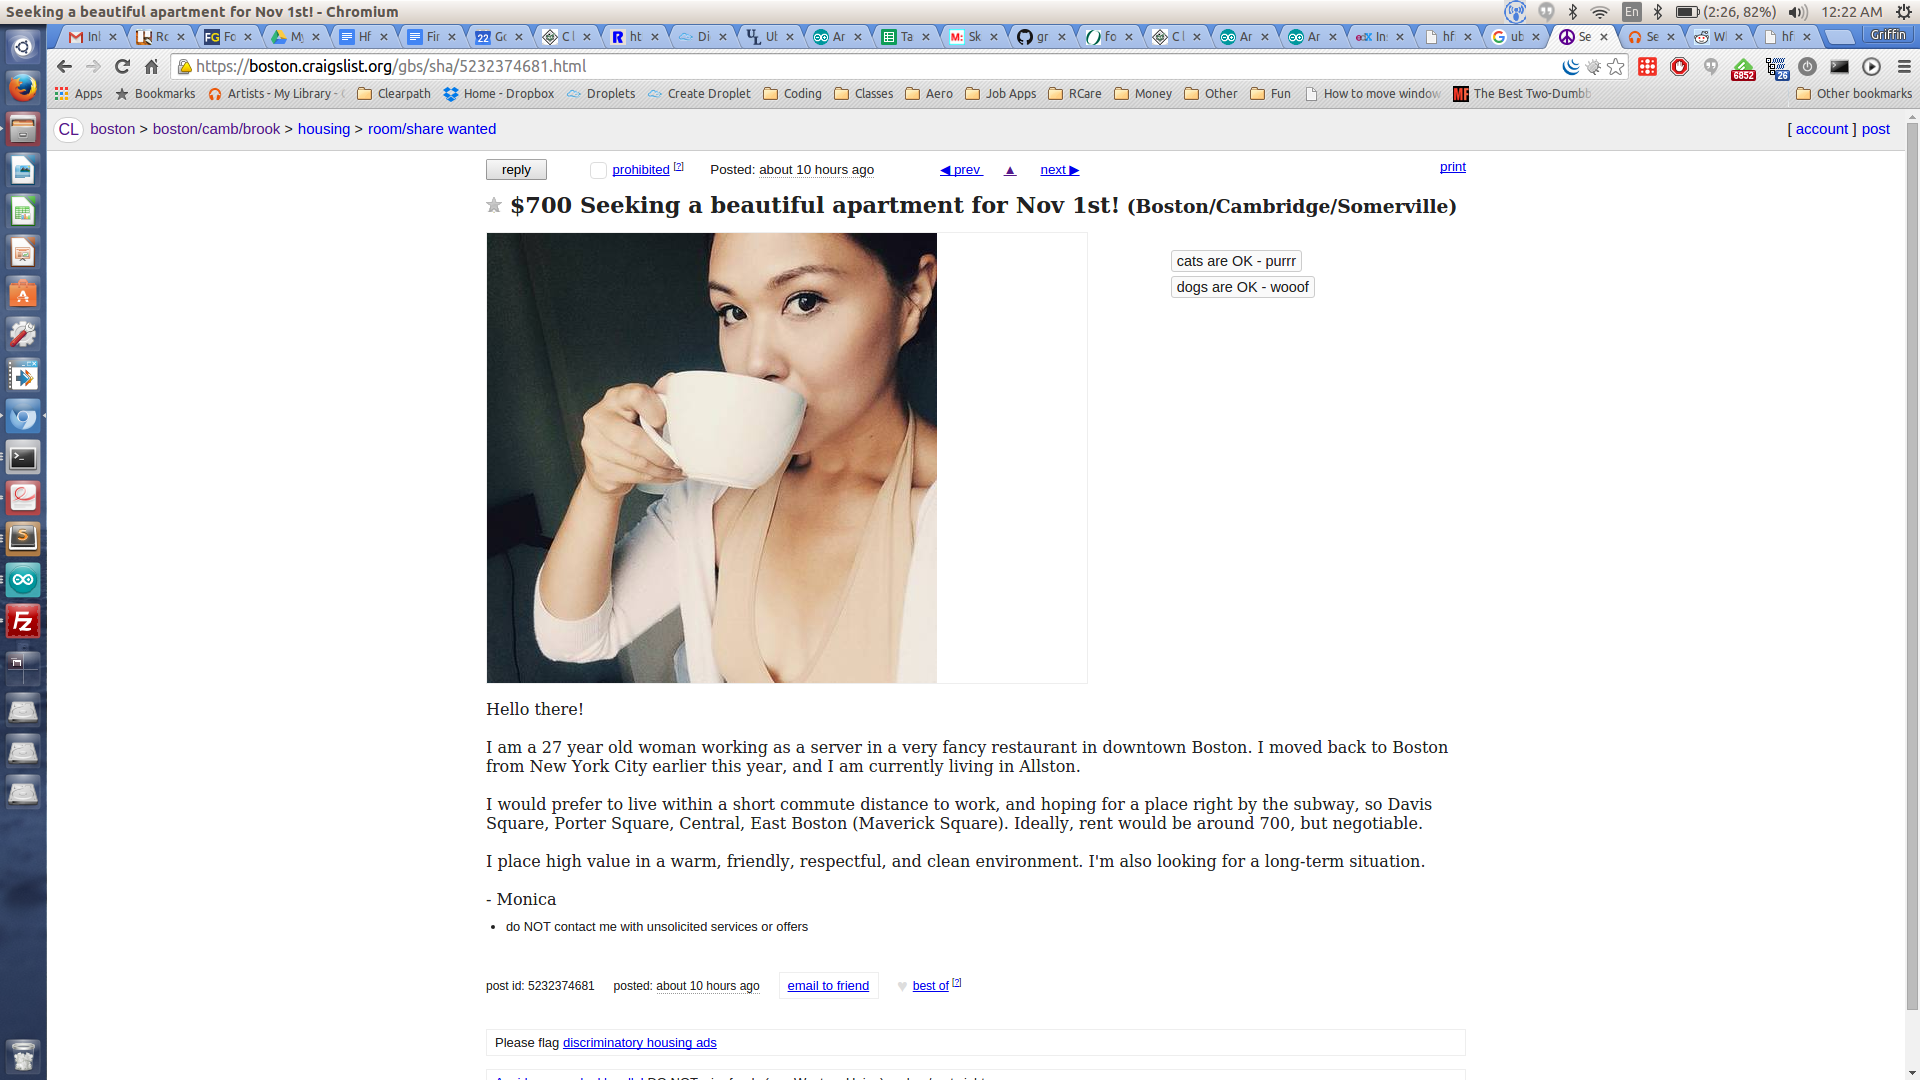 Seeking a beautiful apartment for Nov 1st! - Chromium
En
(2:26, 82%)
12:22 AM
Griffin
https://boston.craigslist.org/gbs/sha/5232374681.html
6852
26
Apps
Bookmarks
Artists - My Library -
Clearpath
Home - Dropbox
Droplets
Create Droplet
Coding
Classes
Aero
Job Apps
RCare
Money
Other
Fun
How to move window
The Best Two-Dumbb
Other bookmarks
CL boston > boston/camb/brook > housing > room/share wanted
[ account ] post
reply
prohibited [?]
Posted: about 10 hours ago
◀ prev ▲ next ▶
print
$700 Seeking a beautiful apartment for Nov 1st! (Boston/Cambridge/Somerville)
cats are OK - purrr
dogs are OK - wooof
Hello there!
I am a 27 year old woman working as a server in a very fancy restaurant in downtown Boston. I moved back to Boston
from New York City earlier this year, and I am currently living in Allston.
I would prefer to live within a short commute distance to work, and hoping for a place right by the subway, so Davis
Square, Porter Square, Central, East Boston (Maverick Square). Ideally, rent would be around 700, but negotiable.
I place high value in a warm, friendly, respectful, and clean environment. I'm also looking for a long-term situation.
- Monica
• do NOT contact me with unsolicited services or offers
post id: 5232374681
posted: about 10 hours ago
email to friend
♥ best of [?]
Please flag discriminatory housing ads